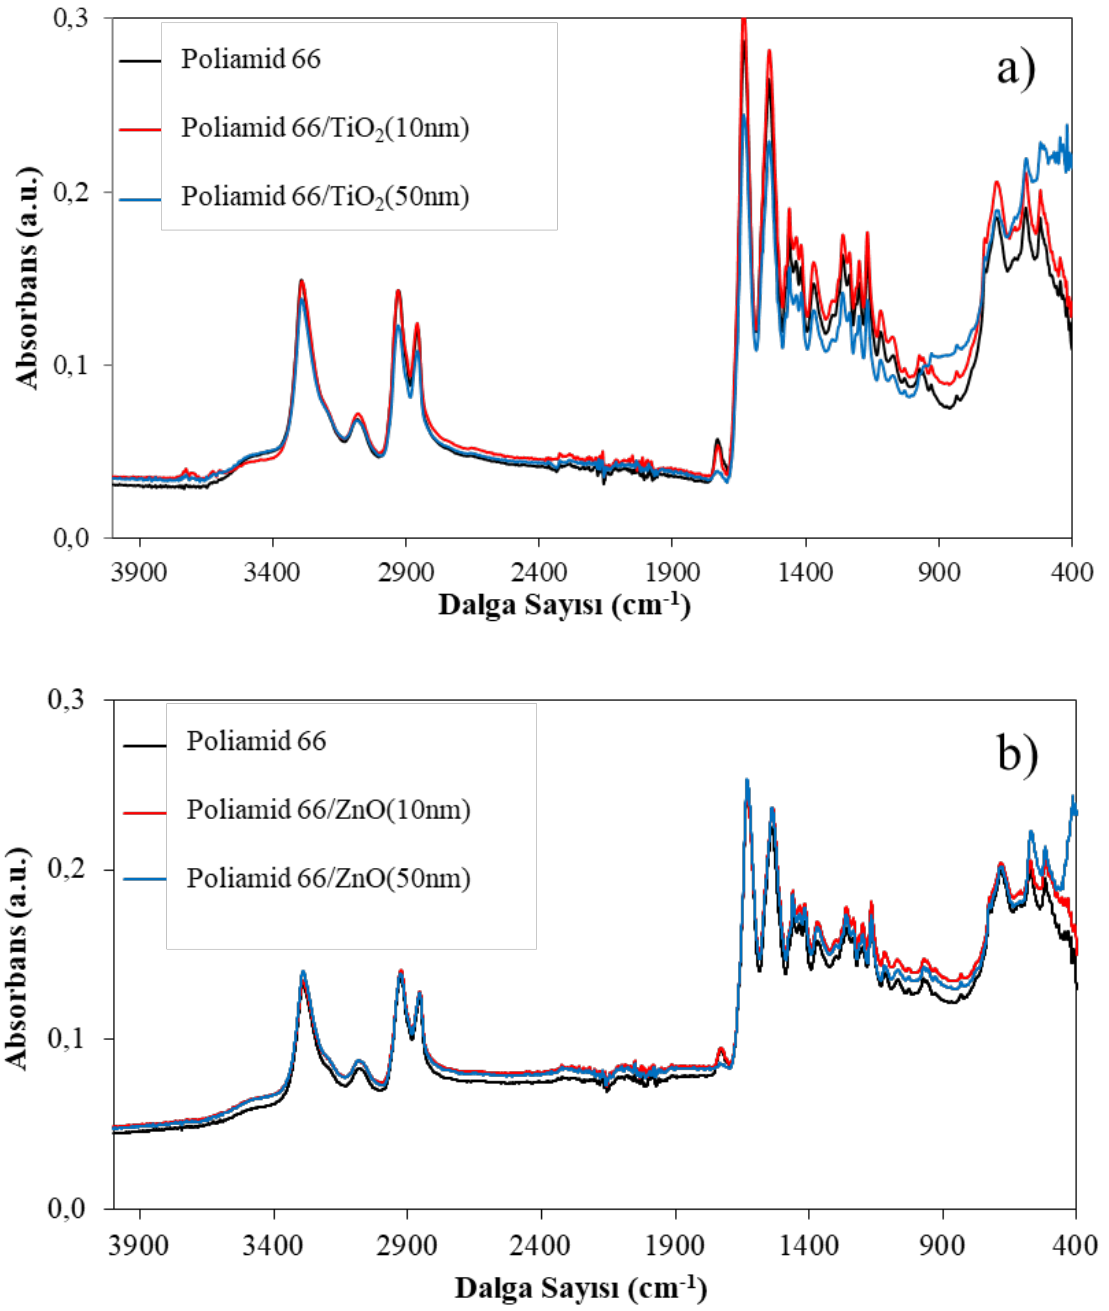 0,3
Poliamid 66
a)
Poliamid 66/TiO₂(10nm)
0,2
Poliamid 66/TiO₂(50nm)
Absorbans (a.u.)
0,1
0,0
3900 3400 2900 2400 1900 1400 900 400
Dalga Sayısı (cm⁻¹)
0,3
Poliamid 66
b)
Poliamid 66/ZnO(10nm)
0,2
Poliamid 66/ZnO(50nm)
Absorbans (a.u.)
0,1
0,0
3900 3400 2900 2400 1900 1400 900 400
Dalga Sayısı (cm⁻¹)